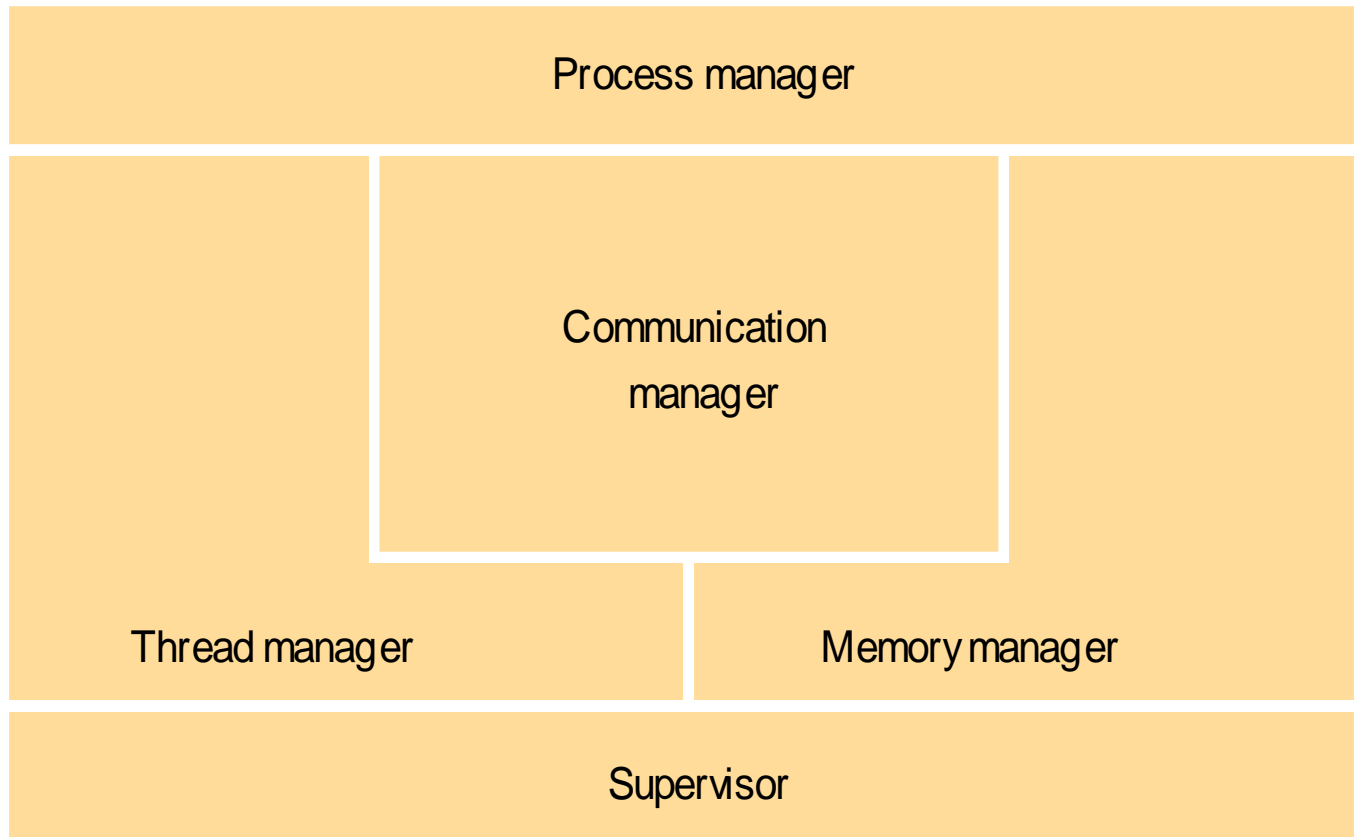 Process manager
Communication
manager
Thread manager
Memory manager
Supervisor